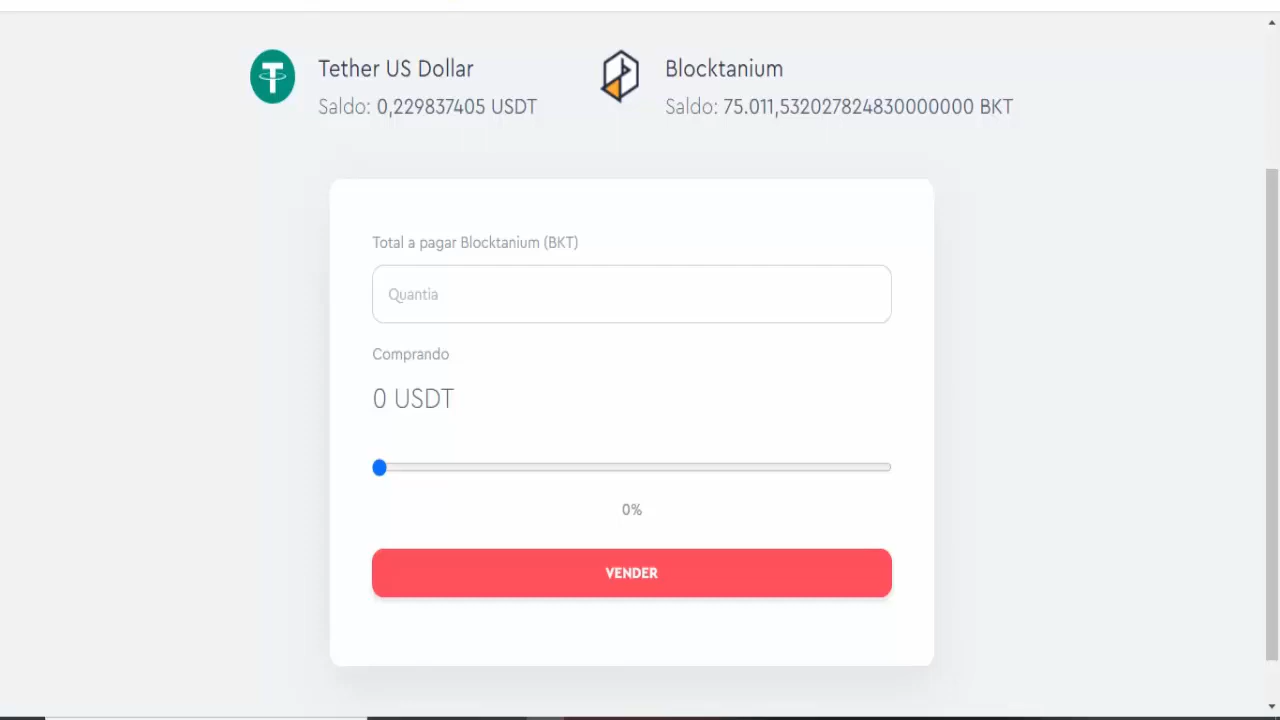 Tether US Dollar
Saldo: 0,229837405 USDT
Blocktanium
Saldo: 75.011,532027824830000000 BKT
Total a pagar Blocktanium (BKT)
Quantia
Comprando
0 USDT
0%
VENDER